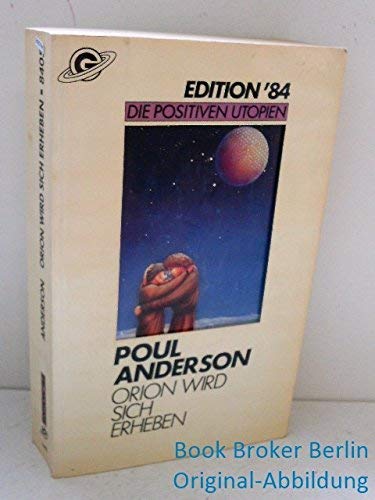 EDITION '84
DIE POSITIVEN UTOPIEN
POUL
ANDERSON
ORION WIRD
SICH
ERHEBEN
ANDERSON ORION WIRD SICH ERHEBEN • 8403
G
Book Broker Berlin
Original-Abbildung